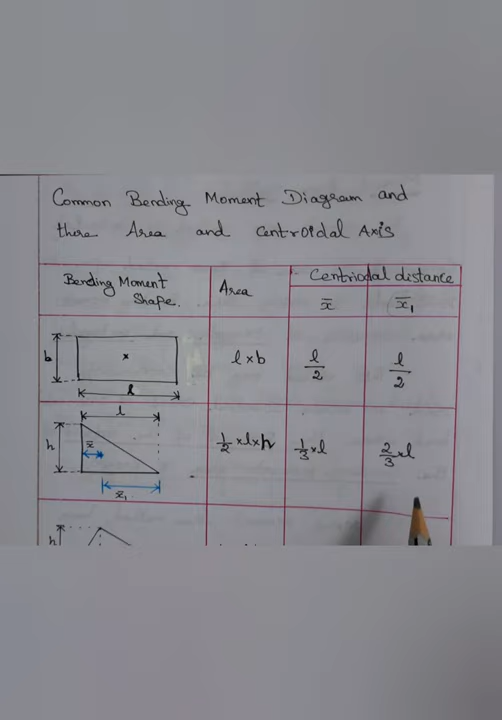 Common Bending Moment Diagram and
there Area and Centroidal Axis
Bending Moment Shape.
Area
Centriodal distance
x̄
x̄₁
b
l
l×b
l/2
l/2
l
h
x̄
x̄₁
1/2 × l × h
1/3 × l
2/3 × l
h